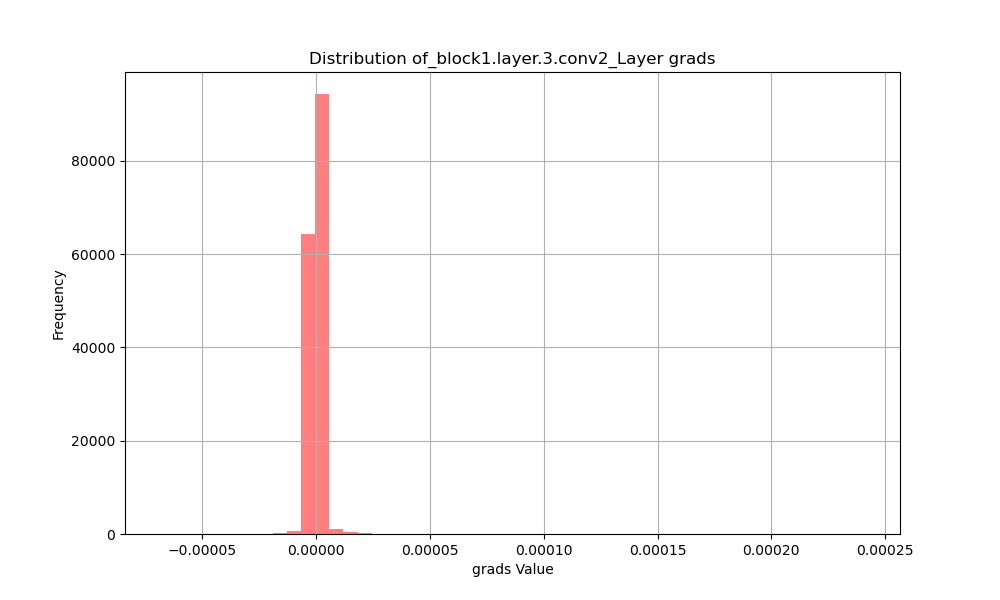 Distribution of_block1.layer.3.conv2_Layer grads
Frequency
80000
60000
40000
20000
0
−0.00005 0.00000 0.00005 0.00010 0.00015 0.00020 0.00025
grads Value